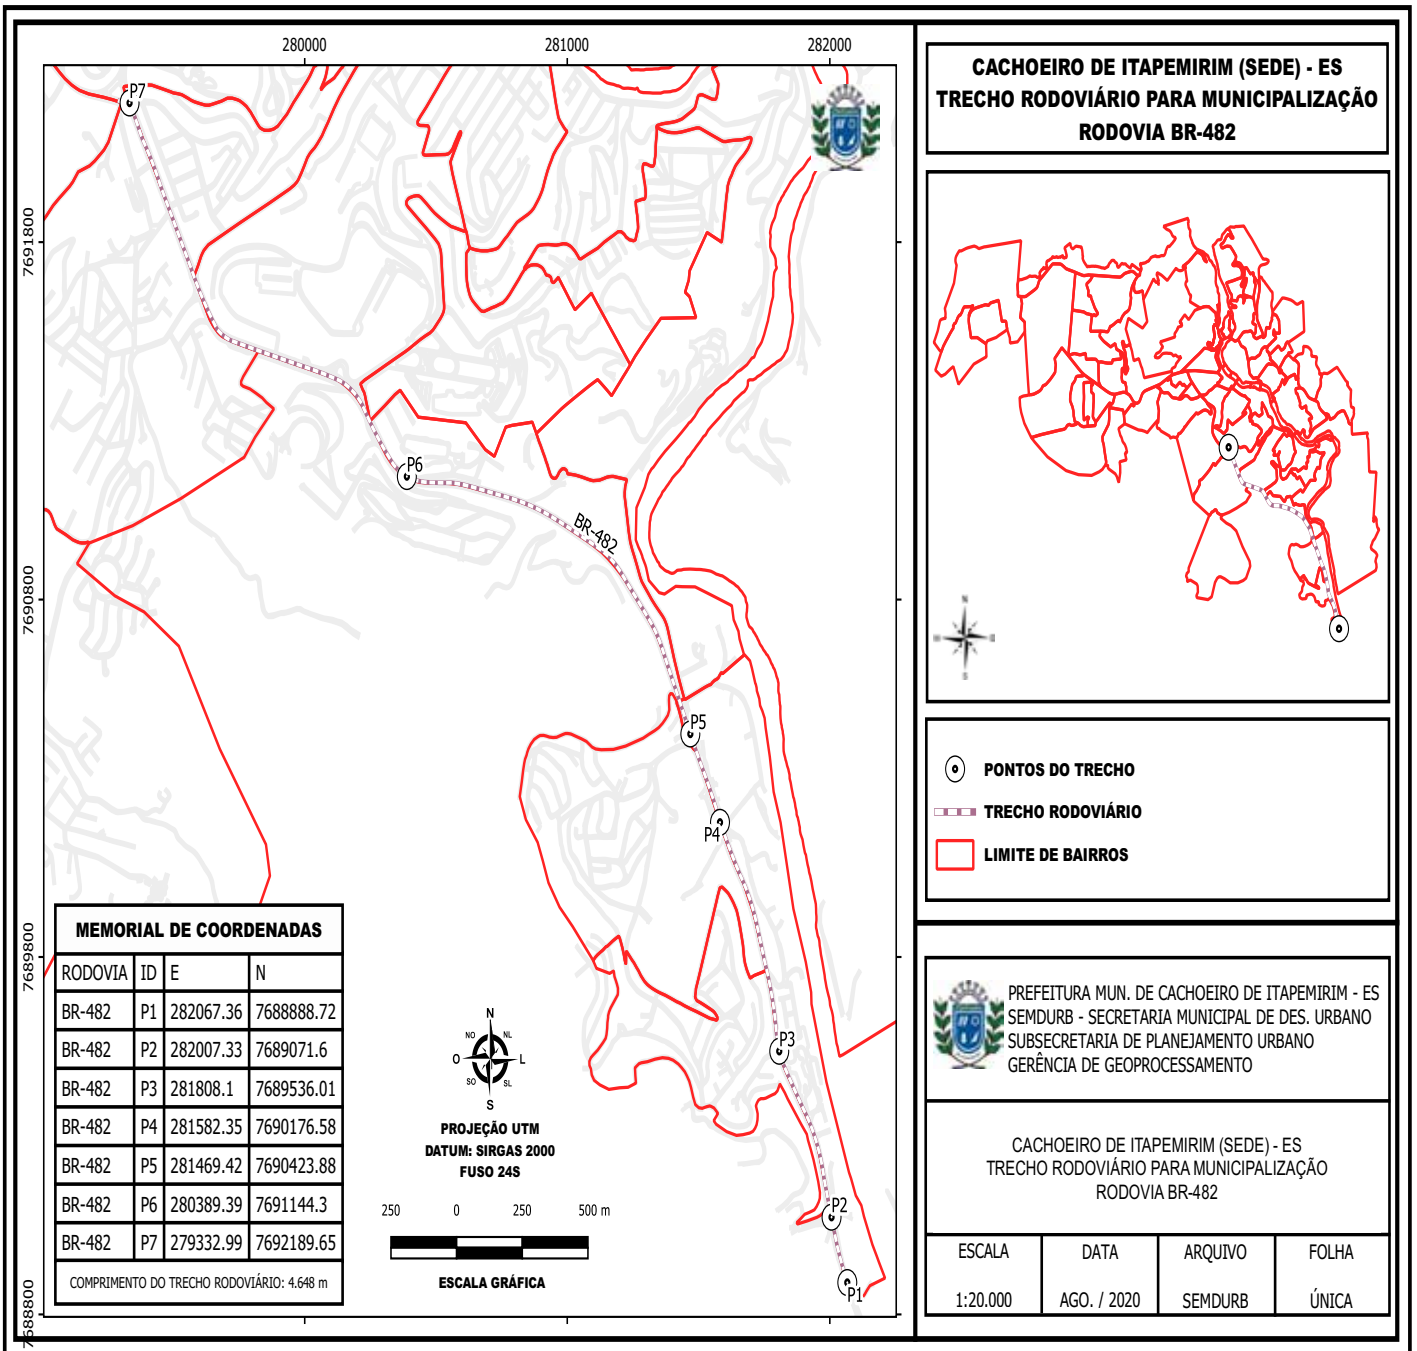 280000 281000 282000
7691800
7690800
7689800
7688800
P7
P6
BR-482
P5
P4
P3
P2
P1
MEMORIAL DE COORDENADAS
RODOVIA ID E N
BR-482 P1 282067.36 7688888.72
BR-482 P2 282007.33 7689071.6
BR-482 P3 281808.1 7689536.01
BR-482 P4 281582.35 7690176.58
BR-482 P5 281469.42 7690423.88
BR-482 P6 280389.39 7691144.3
BR-482 P7 279332.99 7692189.65
COMPRIMENTO DO TRECHO RODOVIÁRIO: 4.648 m
N
NO NL
O L
SO SL
S
PROJEÇÃO UTM
DATUM: SIRGAS 2000
FUSO 24S
250 0 250 500 m
ESCALA GRÁFICA
CACHOEIRO DE ITAPEMIRIM (SEDE) - ES
TRECHO RODOVIÁRIO PARA MUNICIPALIZAÇÃO
RODOVIA BR-482
N
S
PONTOS DO TRECHO
TRECHO RODOVIÁRIO
LIMITE DE BAIRROS
PREFEITURA MUN. DE CACHOEIRO DE ITAPEMIRIM - ES
SEMDURB - SECRETARIA MUNICIPAL DE DES. URBANO
SUBSECRETARIA DE PLANEJAMENTO URBANO
GERÊNCIA DE GEOPROCESSAMENTO
CACHOEIRO DE ITAPEMIRIM (SEDE) - ES
TRECHO RODOVIÁRIO PARA MUNICIPALIZAÇÃO
RODOVIA BR-482
ESCALA DATA ARQUIVO FOLHA
1:20.000 AGO. / 2020 SEMDURB ÚNICA